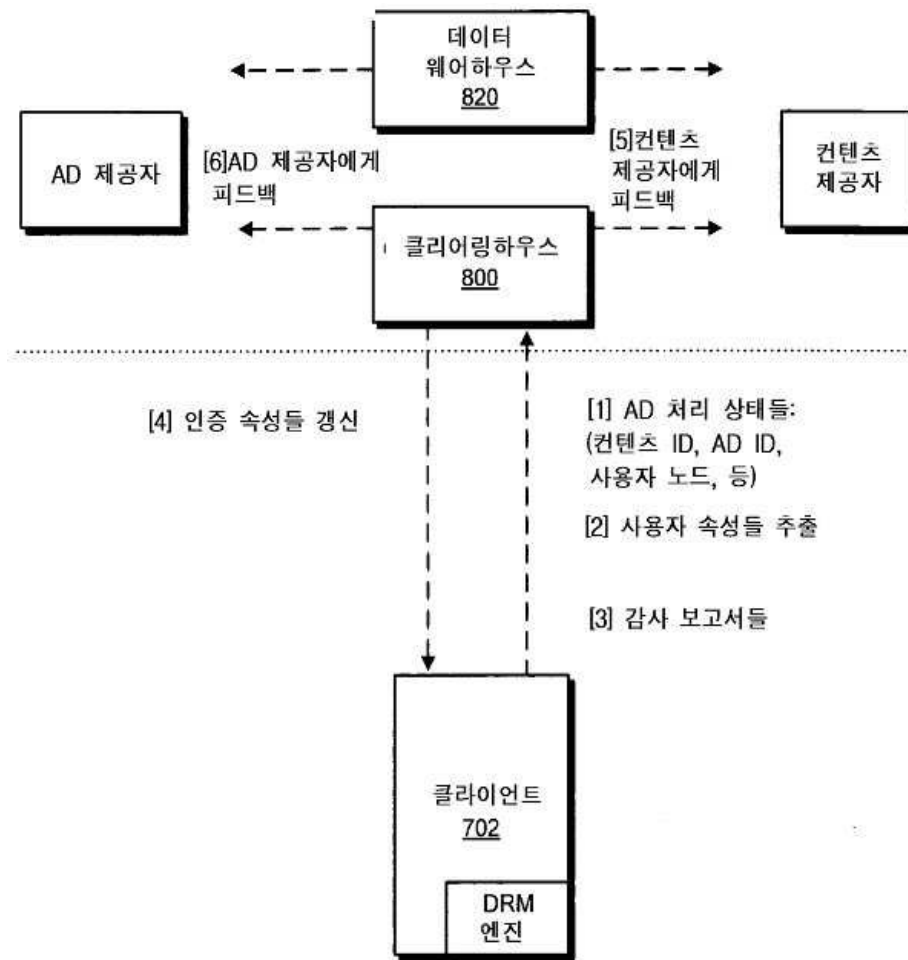 데이터
웨어하우스
820
AD 제공자
[6]AD 제공자에게
피드백
[5]컨텐츠
제공자에게
피드백
컨텐츠
제공자
클리어링하우스
800
[4] 인증 속성들 갱신
[1] AD 처리 상태들:
(컨텐츠 ID, AD ID,
사용자 노드, 등)
[2] 사용자 속성들 추출
[3] 감사 보고서들
클라이언트
702
DRM
엔진